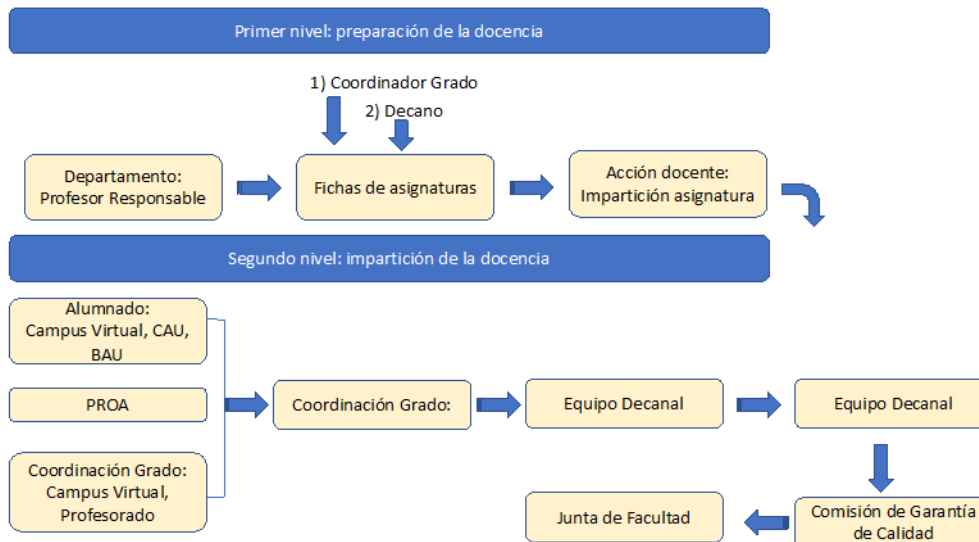 Primer nivel: preparación de la docencia
1) Coordinador Grado
2) Decano
Departamento:
Profesor Responsable
Fichas de asignaturas
Acción docente:
Impartición asignatura
Segundo nivel: impartición de la docencia
Alumnado:
Campus Virtual, CAU,
BAU
PROA
Coordinación Grado:
Campus Virtual,
Profesorado
Coordinación Grado:
Equipo Decanal
Equipo Decanal
Junta de Facultad
Comisión de Garantía
de Calidad